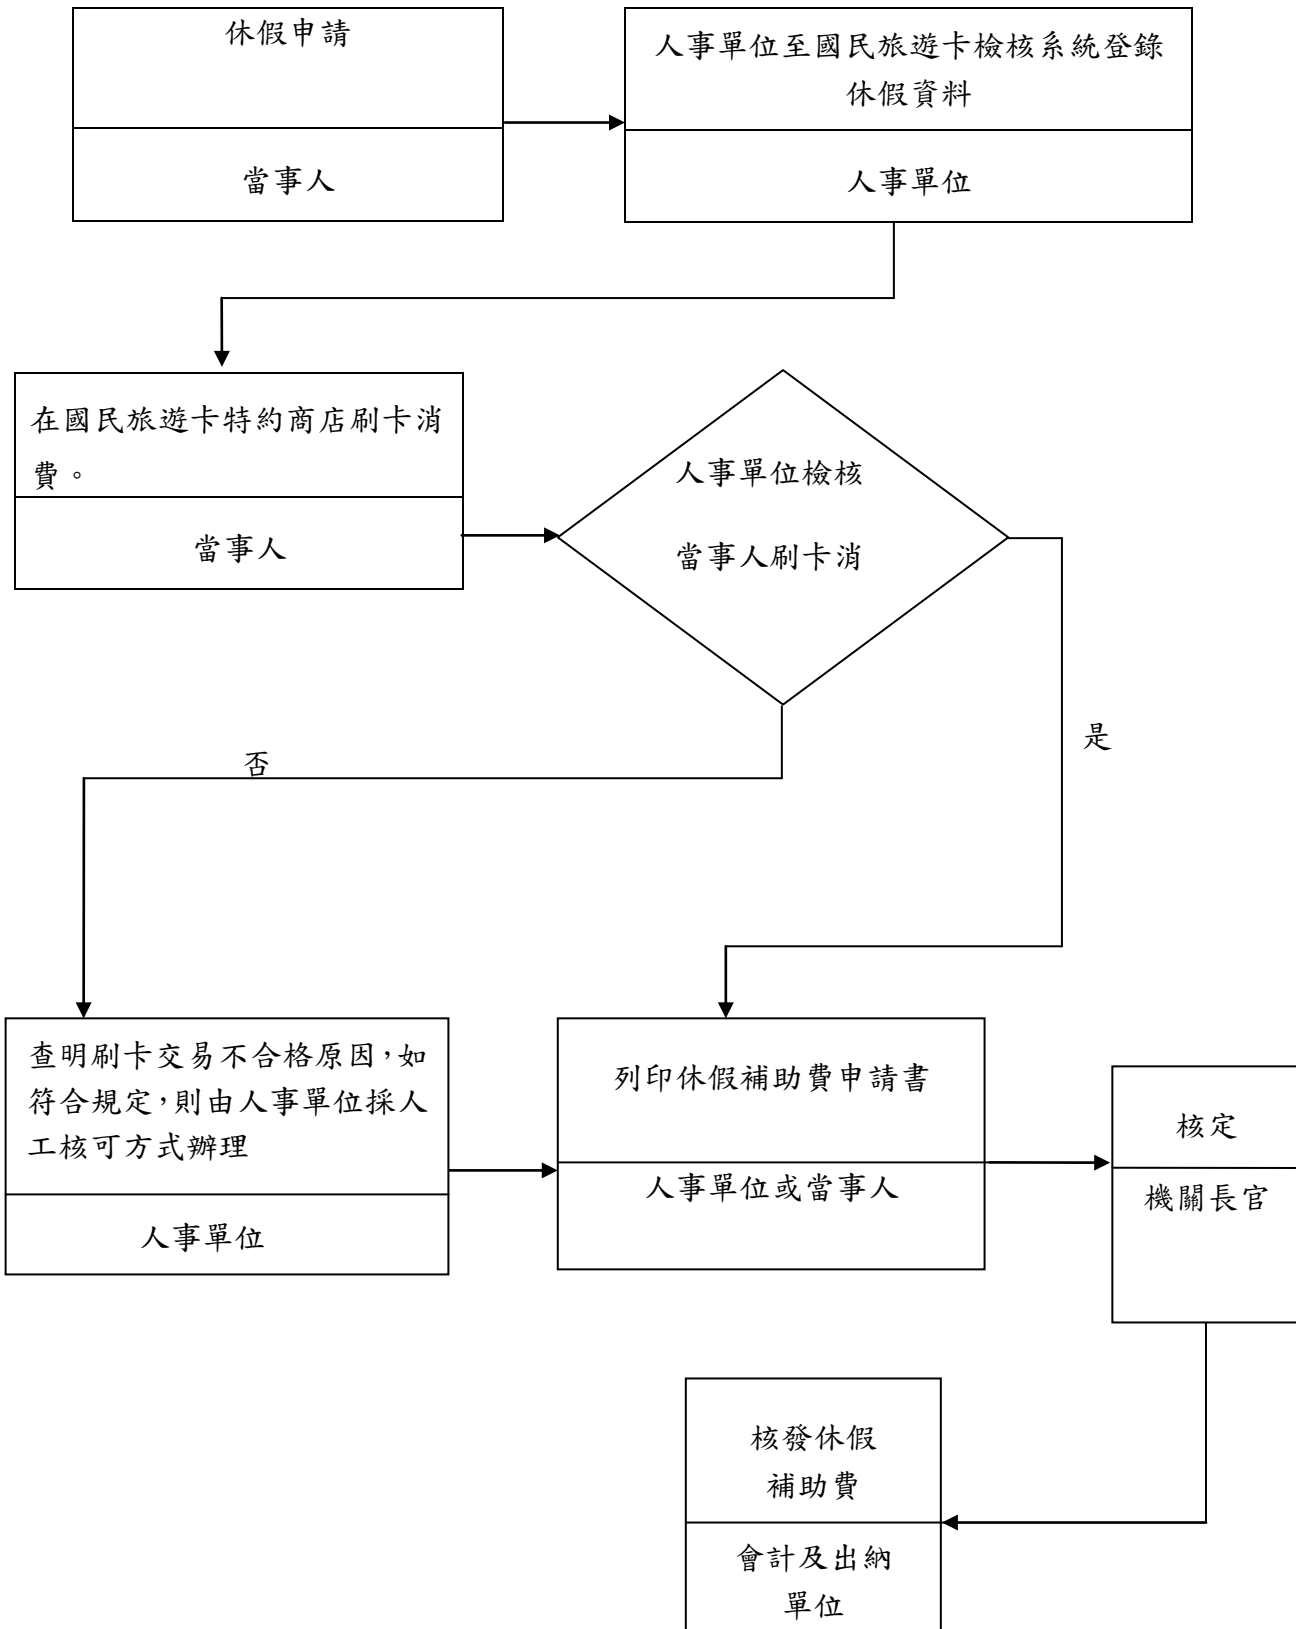 休假申請
當事人
人事單位至國民旅遊卡檢核系統登錄
休假資料
人事單位
在國民旅遊卡特約商店刷卡消
費。
當事人
人事單位檢核
當事人刷卡消
是
否
查明刷卡交易不合格原因，如
符合規定，則由人事單位採人
工核可方式辦理
人事單位
列印休假補助費申請書
人事單位或當事人
核定
機關長官
核發休假
補助費
會計及出納
單位